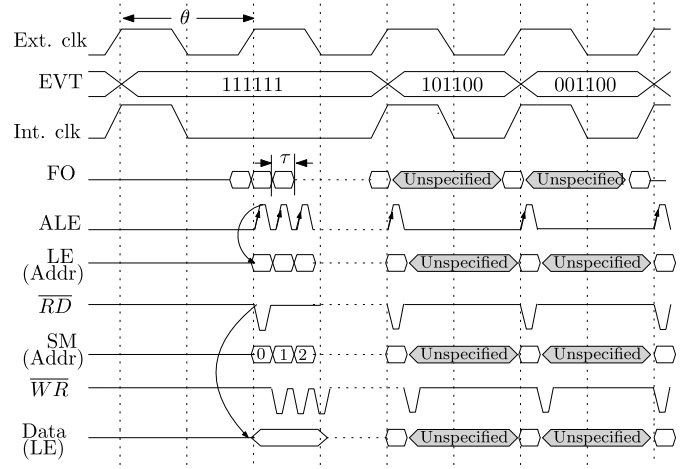 θ
Ext. clk
EVT 111111 101100 001100
Int. clk
τ
FO Unspecified Unspecified
ALE
LE
(Addr) Unspecified Unspecified
RD
SM
(Addr) 0 1 2 Unspecified Unspecified
WR
Data
(LE) Unspecified Unspecified